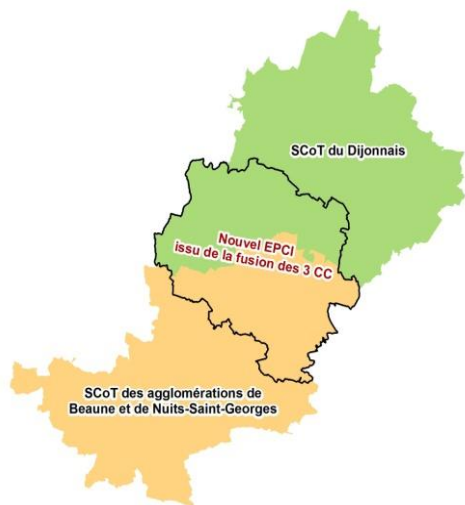 SCoT du Dijonnais
Nouvel EPCI
issu de la fusion des 3 CC
SCoT des agglomérations de
Beaune et de Nuits-Saint-Georges